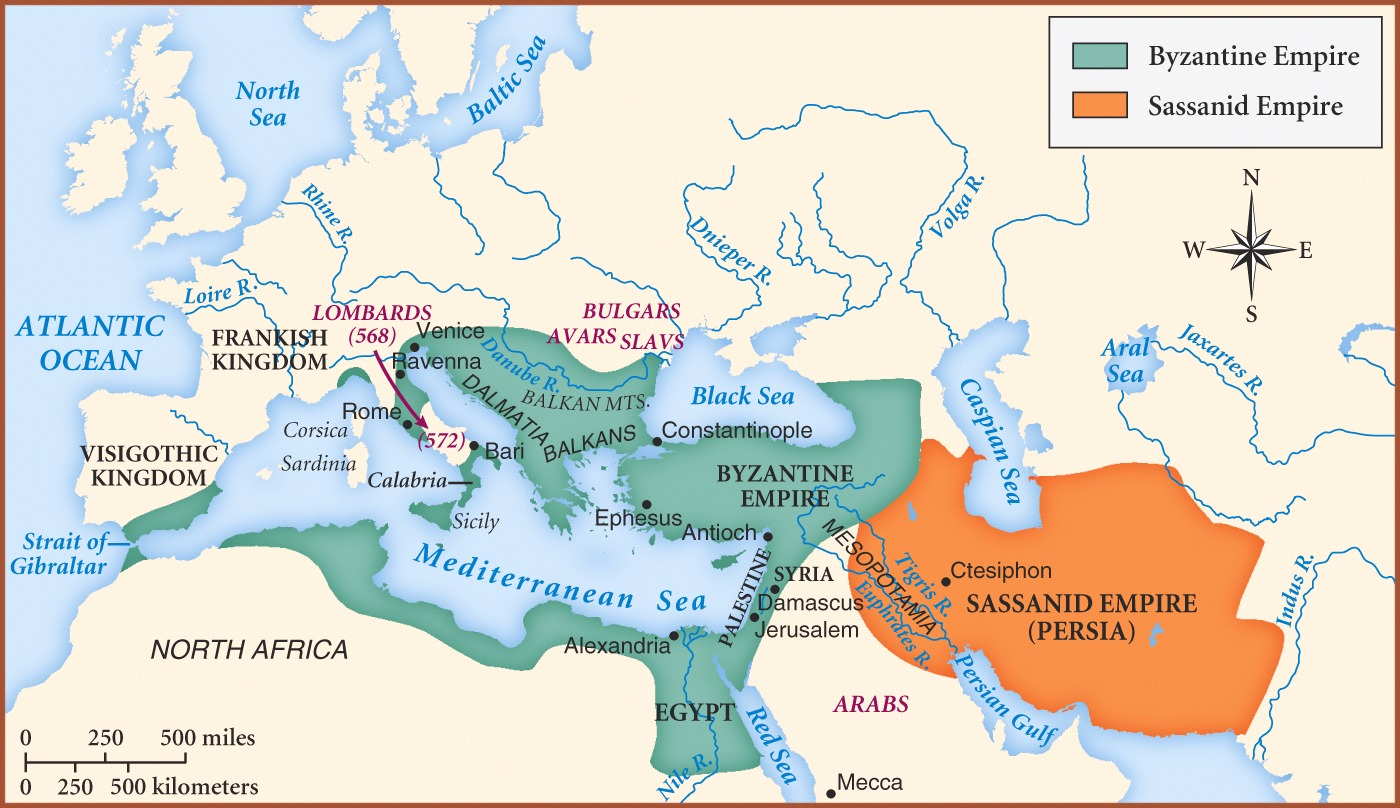 Byzantine Empire
Sassanid Empire
North
Sea
Baltic Sea
N
W
E
S
Rhine R.
Volga R.
Dnieper R.
Loire R.
ATLANTIC
OCEAN
FRANKISH
KINGDOM
LOMBARDS
(568)
Venice
BULGARS
AVARS
SLAVS
Ravenna
Danube R.
DALMATIA
BALKAN MTS.
BALKANS
Black Sea
Aral
Sea
Jaxartes R.
Caspian Sea
Rome
Corsica
(572)
Bari
Constantinople
VISIGOTHIC
KINGDOM
Sardinia
Calabria
BYZANTINE
EMPIRE
Sicily
Ephesus
Antioch
Strait of
Gibraltar
Mediterranean Sea
MESOPOTAMIA
Tigris R.
Euphrates R.
Ctesiphon
SYRIA
PALESTINE
Damascus
Jerusalem
SASSANID EMPIRE
(PERSIA)
Indus R.
NORTH AFRICA
Alexandria
Persian Gulf
EGYPT
ARABS
Red Sea
Nile R.
Mecca
0 250 500 miles
0 250 500 kilometers